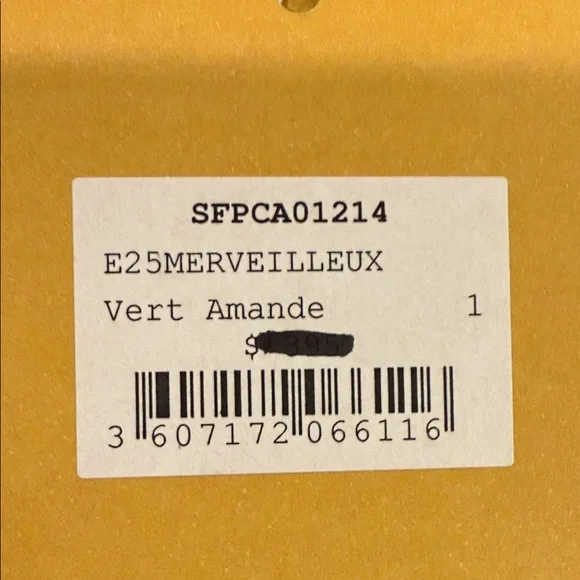 SFPCA01214
E25MERVEILLEUX
Vert Amande 1
$
3 607172 066116